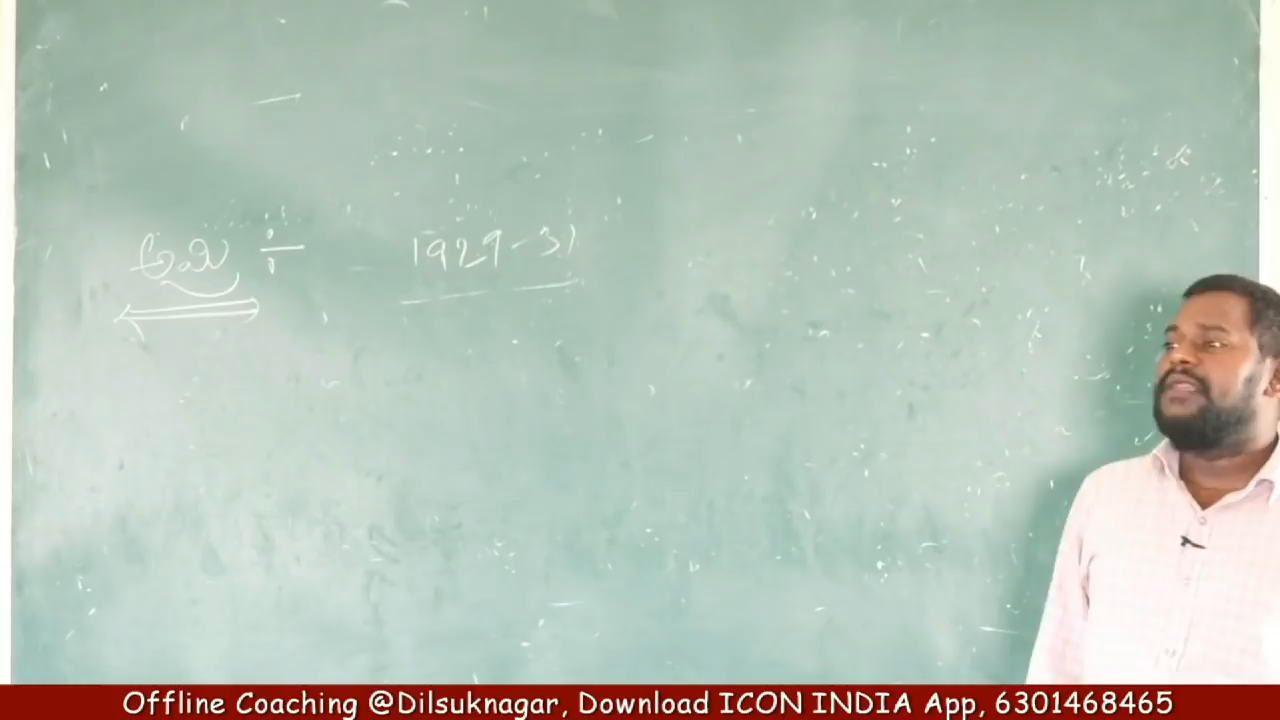 1929-31
Offline Coaching @Dilsuknagar, Download ICON INDIA App, 6301468465